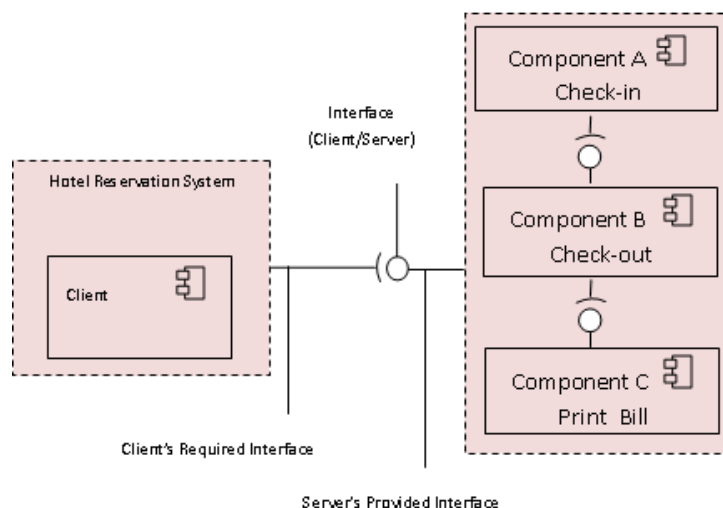 Component A
Check-in
Interface
(Client/Server)
Hotel Reservation System
Component B
Check-out
Client
Component C
Print Bill
Client's Required Interface
Server's Provided Interface